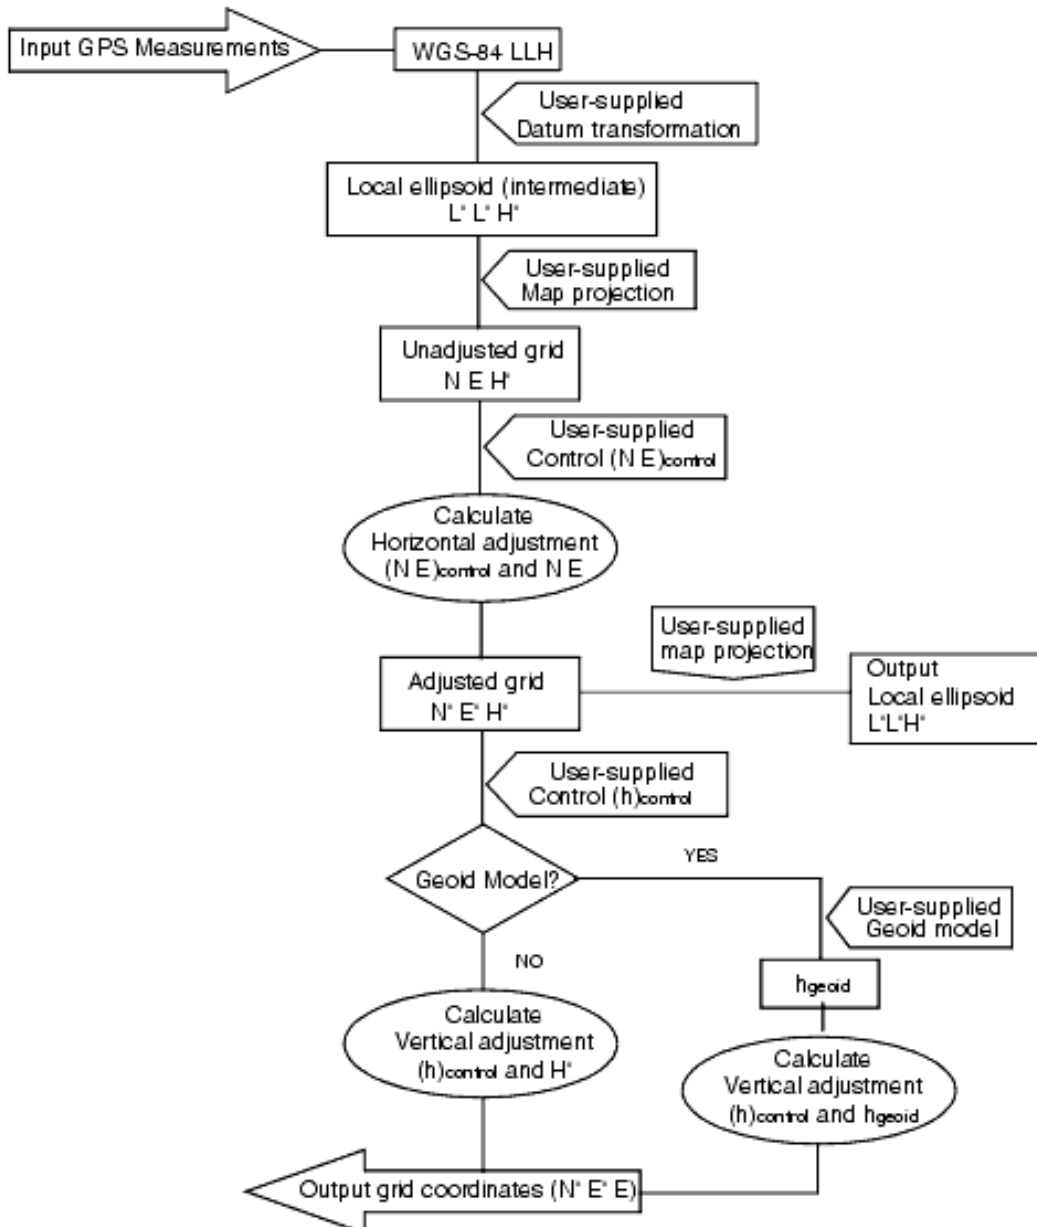 Input GPS Measurements
WGS-84 LLH
User-supplied
Datum transformation
Local ellipsoid (intermediate)
L' L' H'
User-supplied
Map projection
Unadjusted grid
N E H'
User-supplied
Control (N E)control
Calculate
Horizontal adjustment
(N E)control and N E
User-supplied
map projection
Adjusted grid
N' E' H'
Output
Local ellipsoid
L'L'H'
User-supplied
Control (h)control
YES
Geoid Model?
User-supplied
Geoid model
NO
hgeoid
Calculate
Vertical adjustment
(h)control and H'
Calculate
Vertical adjustment
(h)control and hgeoid
Output grid coordinates (N' E' E)